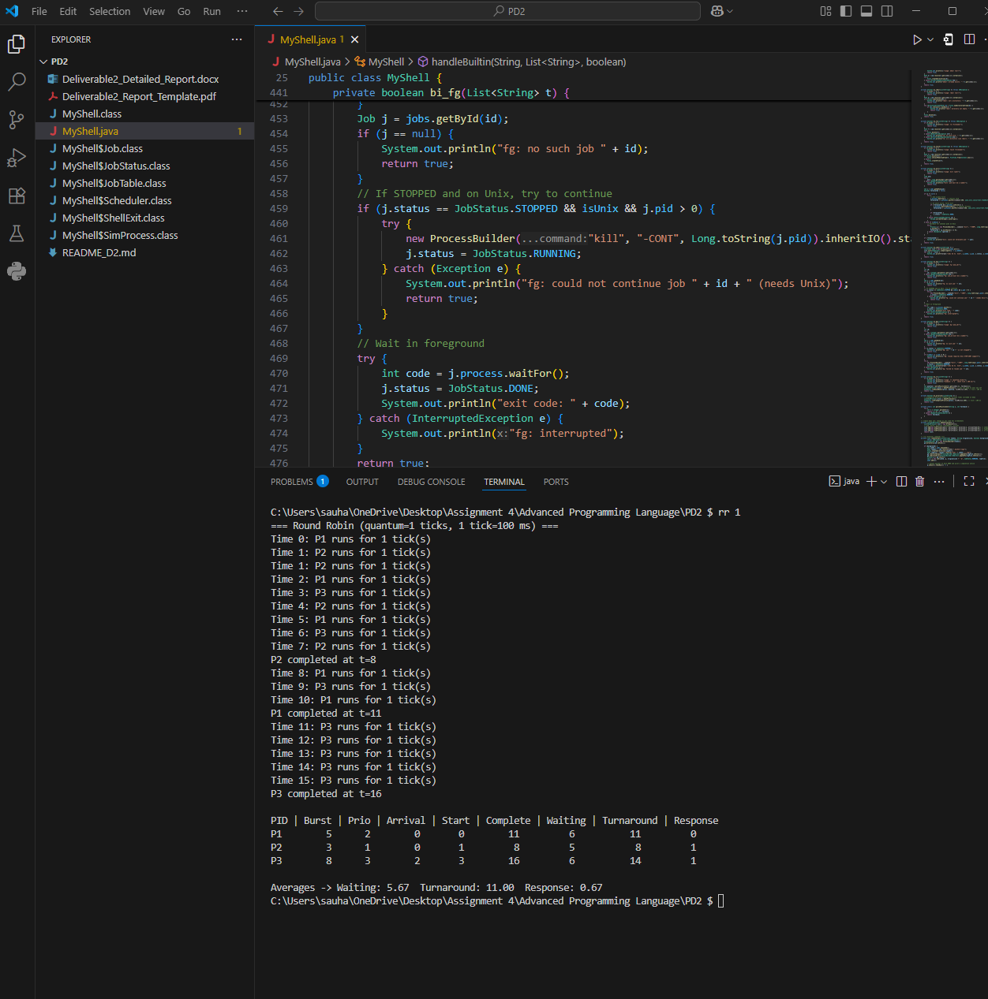 File Edit Selection View Go Run ··· PD2
EXPLORER ···
PD2
Deliverable2_Detailed_Report.docx
Deliverable2_Report_Template.pdf
MyShell.class
MyShell.java 1
MyShell$Job.class
MyShell$JobStatus.class
MyShell$JobTable.class
MyShell$Scheduler.class
MyShell$ShellExit.class
MyShell$SimProcess.class
README_D2.md
MyShell.java 1
MyShell.java > MyShell > handleBuiltin(String, List<String>, boolean)
25 public class MyShell {
441 private boolean bi_fg(List<String> t) {
452 }
453 Job j = jobs.getById(id);
454 if (j == null) {
455 System.out.println("fg: no such job " + id);
456 return true;
457 }
458 // If STOPPED and on Unix, try to continue
459 if (j.status == JobStatus.STOPPED && isUnix && j.pid > 0) {
460 try {
461 new ProcessBuilder(...command:"kill", "-CONT", Long.toString(j.pid)).inheritIO().sta
462 j.status = JobStatus.RUNNING;
463 } catch (Exception e) {
464 System.out.println("fg: could not continue job " + id + " (needs Unix)");
465 return true;
466 }
467 }
468 // Wait in foreground
469 try {
470 int code = j.process.waitFor();
471 j.status = JobStatus.DONE;
472 System.out.println("exit code: " + code);
473 } catch (InterruptedException e) {
474 System.out.println(x:"fg: interrupted");
475 }
476 return true;
PROBLEMS 1 OUTPUT DEBUG CONSOLE TERMINAL PORTS java
C:\Users\sauha\OneDrive\Desktop\Assignment 4\Advanced Programming Language\PD2 $ rr 1
=== Round Robin (quantum=1 ticks, 1 tick=100 ms) ===
Time 0: P1 runs for 1 tick(s)
Time 1: P2 runs for 1 tick(s)
Time 1: P2 runs for 1 tick(s)
Time 2: P1 runs for 1 tick(s)
Time 3: P3 runs for 1 tick(s)
Time 4: P2 runs for 1 tick(s)
Time 5: P1 runs for 1 tick(s)
Time 6: P3 runs for 1 tick(s)
Time 7: P2 runs for 1 tick(s)
P2 completed at t=8
Time 8: P1 runs for 1 tick(s)
Time 9: P3 runs for 1 tick(s)
Time 10: P1 runs for 1 tick(s)
P1 completed at t=11
Time 11: P3 runs for 1 tick(s)
Time 12: P3 runs for 1 tick(s)
Time 13: P3 runs for 1 tick(s)
Time 14: P3 runs for 1 tick(s)
Time 15: P3 runs for 1 tick(s)
P3 completed at t=16
PID | Burst | Prio | Arrival | Start | Complete | Waiting | Turnaround | Response
P1 5 2 0 0 11 6 11 0
P2 3 1 0 1 8 5 8 1
P3 8 3 2 3 16 6 14 1
Averages -> Waiting: 5.67 Turnaround: 11.00 Response: 0.67
C:\Users\sauha\OneDrive\Desktop\Assignment 4\Advanced Programming Language\PD2 $